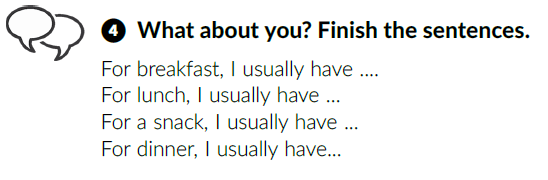 4 What about you? Finish the sentences.
For breakfast, I usually have ....
For lunch, I usually have ...
For a snack, I usually have ...
For dinner, I usually have...